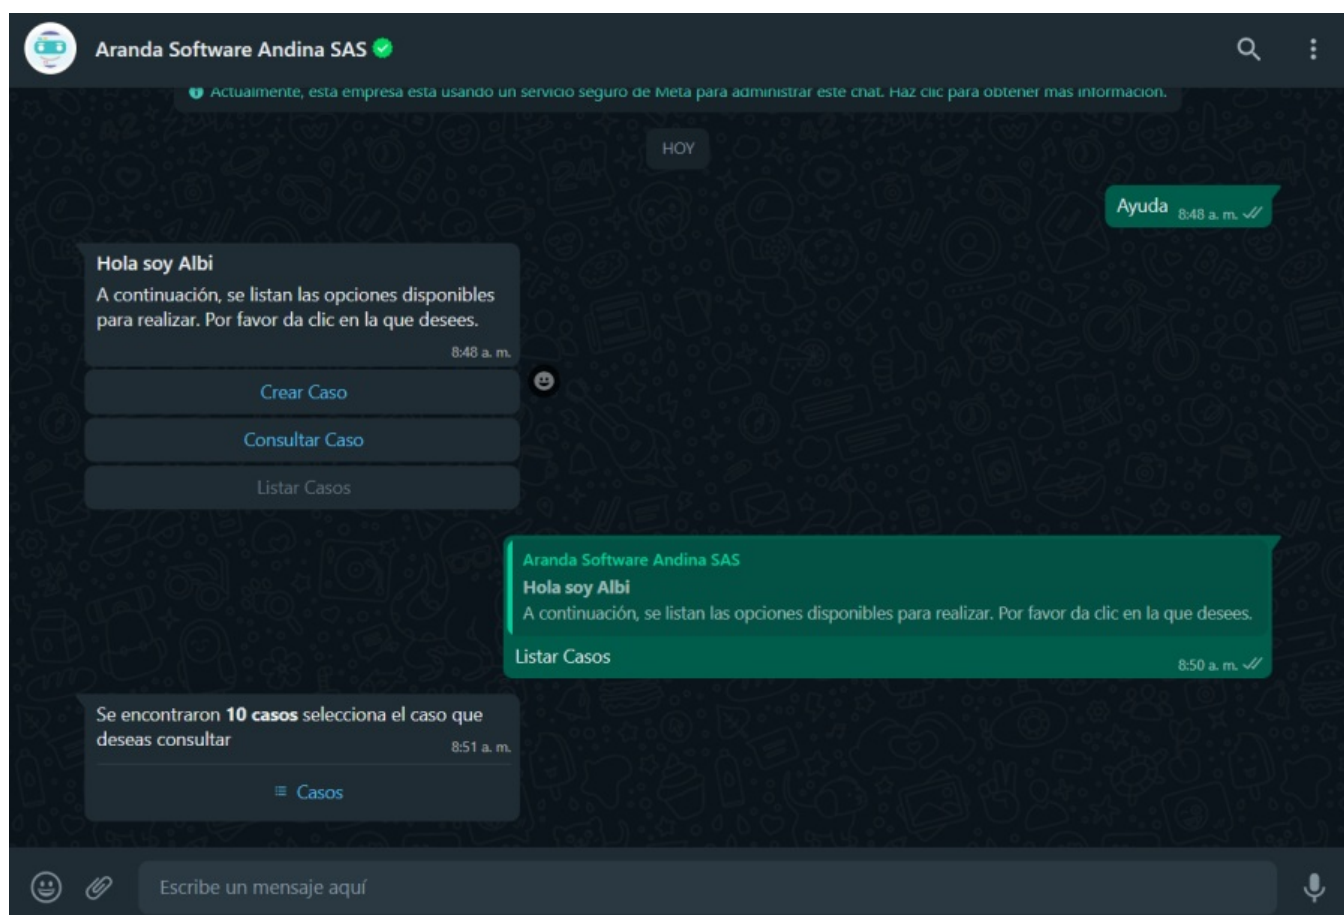 Aranda Software Andina SAS
Actualmente, esta empresa esta usando un servicio seguro de Meta para administrar este chat. Haz clic para obtener mas informacion.
HOY
Ayuda 8:48 a. m.
Hola soy Albi
A continuación, se listan las opciones disponibles
para realizar. Por favor da clic en la que desees.
8:48 a. m.
Crear Caso
Consultar Caso
Listar Casos
Aranda Software Andina SAS
Hola soy Albi
A continuación, se listan las opciones disponibles para realizar. Por favor da clic en la que desees.
Listar Casos
8:50 a. m.
Se encontraron 10 casos selecciona el caso que
deseas consultar
8:51 a. m.
Casos
Escribe un mensaje aquí